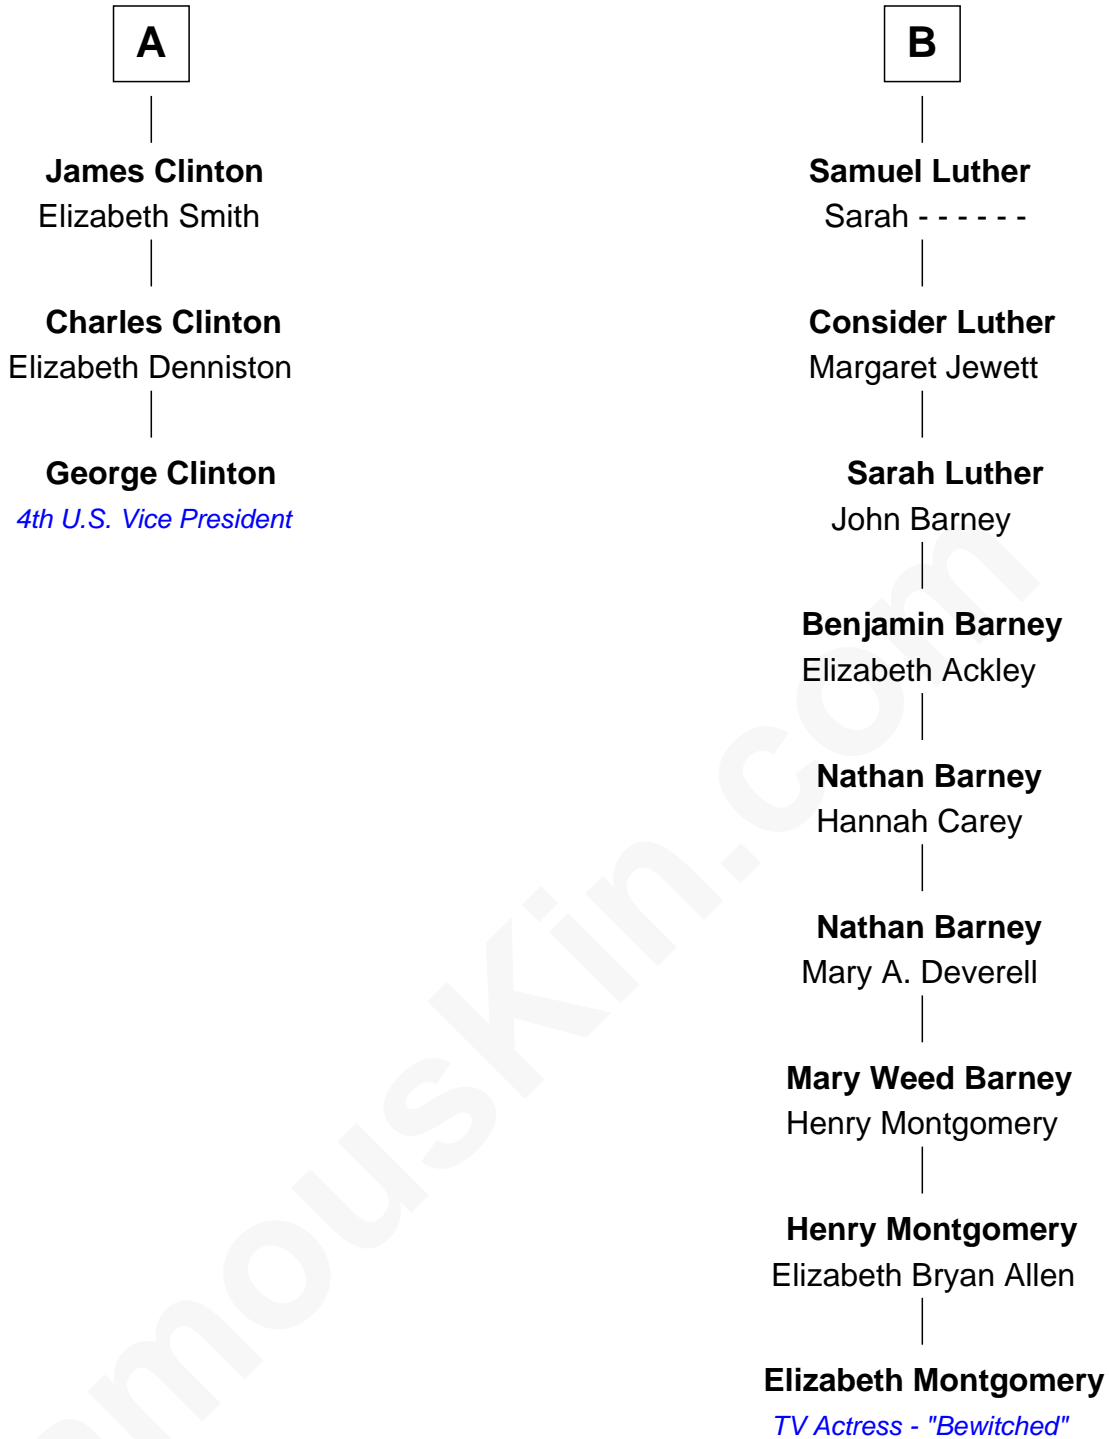 A
James Clinton
Elizabeth Smith
Charles Clinton
Elizabeth Denniston
George Clinton
4th U.S. Vice President
B
Samuel Luther
Sarah - - - - - -
Consider Luther
Margaret Jewett
Sarah Luther
John Barney
Benjamin Barney
Elizabeth Ackley
Nathan Barney
Hannah Carey
Nathan Barney
Mary A. Deverell
Mary Weed Barney
Henry Montgomery
Henry Montgomery
Elizabeth Bryan Allen
Elizabeth Montgomery
TV Actress - "Bewitched"
amouskin.com